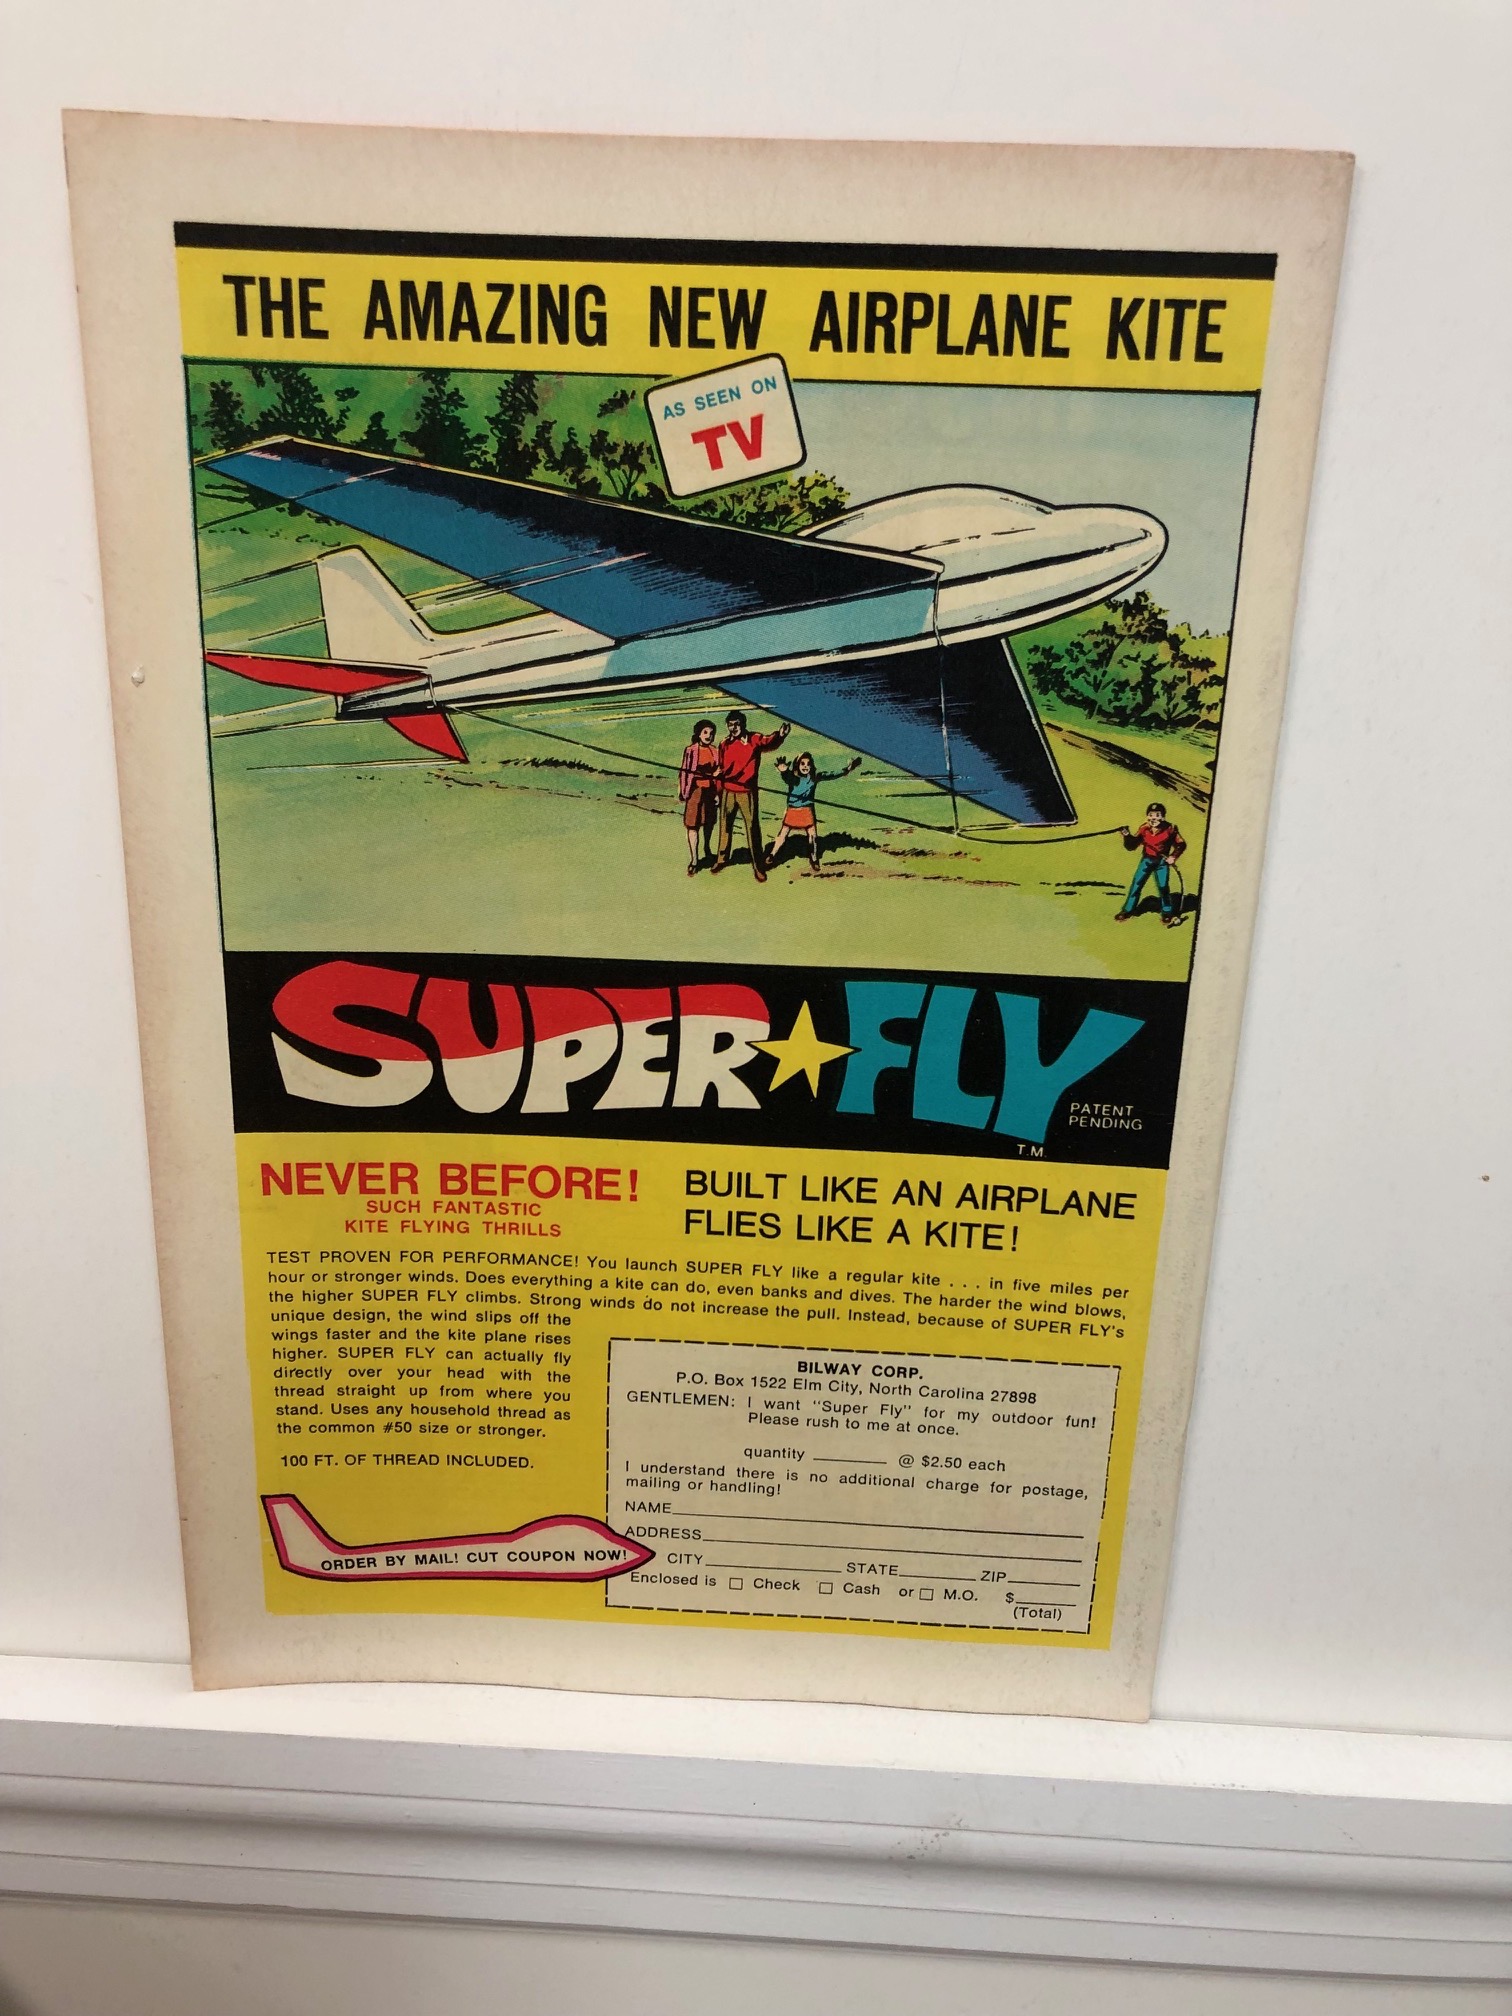 THE AMAZING NEW AIRPLANE KITE
AS SEEN ON
TV
SUPER★FLY
PATENT
PENDING
T.M.
NEVER BEFORE!
SUCH FANTASTIC
KITE FLYING THRILLS
BUILT LIKE AN AIRPLANE
FLIES LIKE A KITE!
TEST PROVEN FOR PERFORMANCE! You launch SUPER FLY like a regular kite . . . in five miles per
hour or stronger winds. Does everything a kite can do, even banks and dives. The harder the wind blows,
the higher SUPER FLY climbs. Strong winds do not increase the pull. Instead, because of SUPER FLY's
unique design, the wind slips off the
wings faster and the kite plane rises
higher. SUPER FLY can actually fly
directly over your head with the
thread straight up from where you
stand. Uses any household thread as
the common #50 size or stronger.
100 FT. OF THREAD INCLUDED.
ORDER BY MAIL! CUT COUPON NOW!
BILWAY CORP.
P.O. Box 1522 Elm City, North Carolina 27898
GENTLEMEN: I want "Super Fly" for my outdoor fun!
Please rush to me at once.
quantity ________ @ $2.50 each
I understand there is no additional charge for postage,
mailing or handling!
NAME________
ADDRESS________
CITY________ STATE________ ZIP________
Enclosed is □ Check □ Cash or □ M.O. $________
(Total)